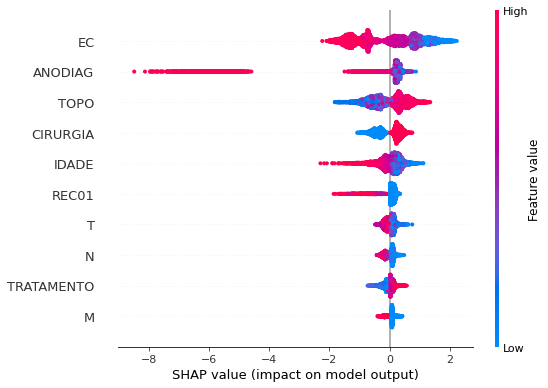 High
EC
ANODIAG
TOPO
CIRURGIA
IDADE
REC01
T
N
TRATAMENTO
M
Feature value
Low
−8 −6 −4 −2 0 2
SHAP value (impact on model output)